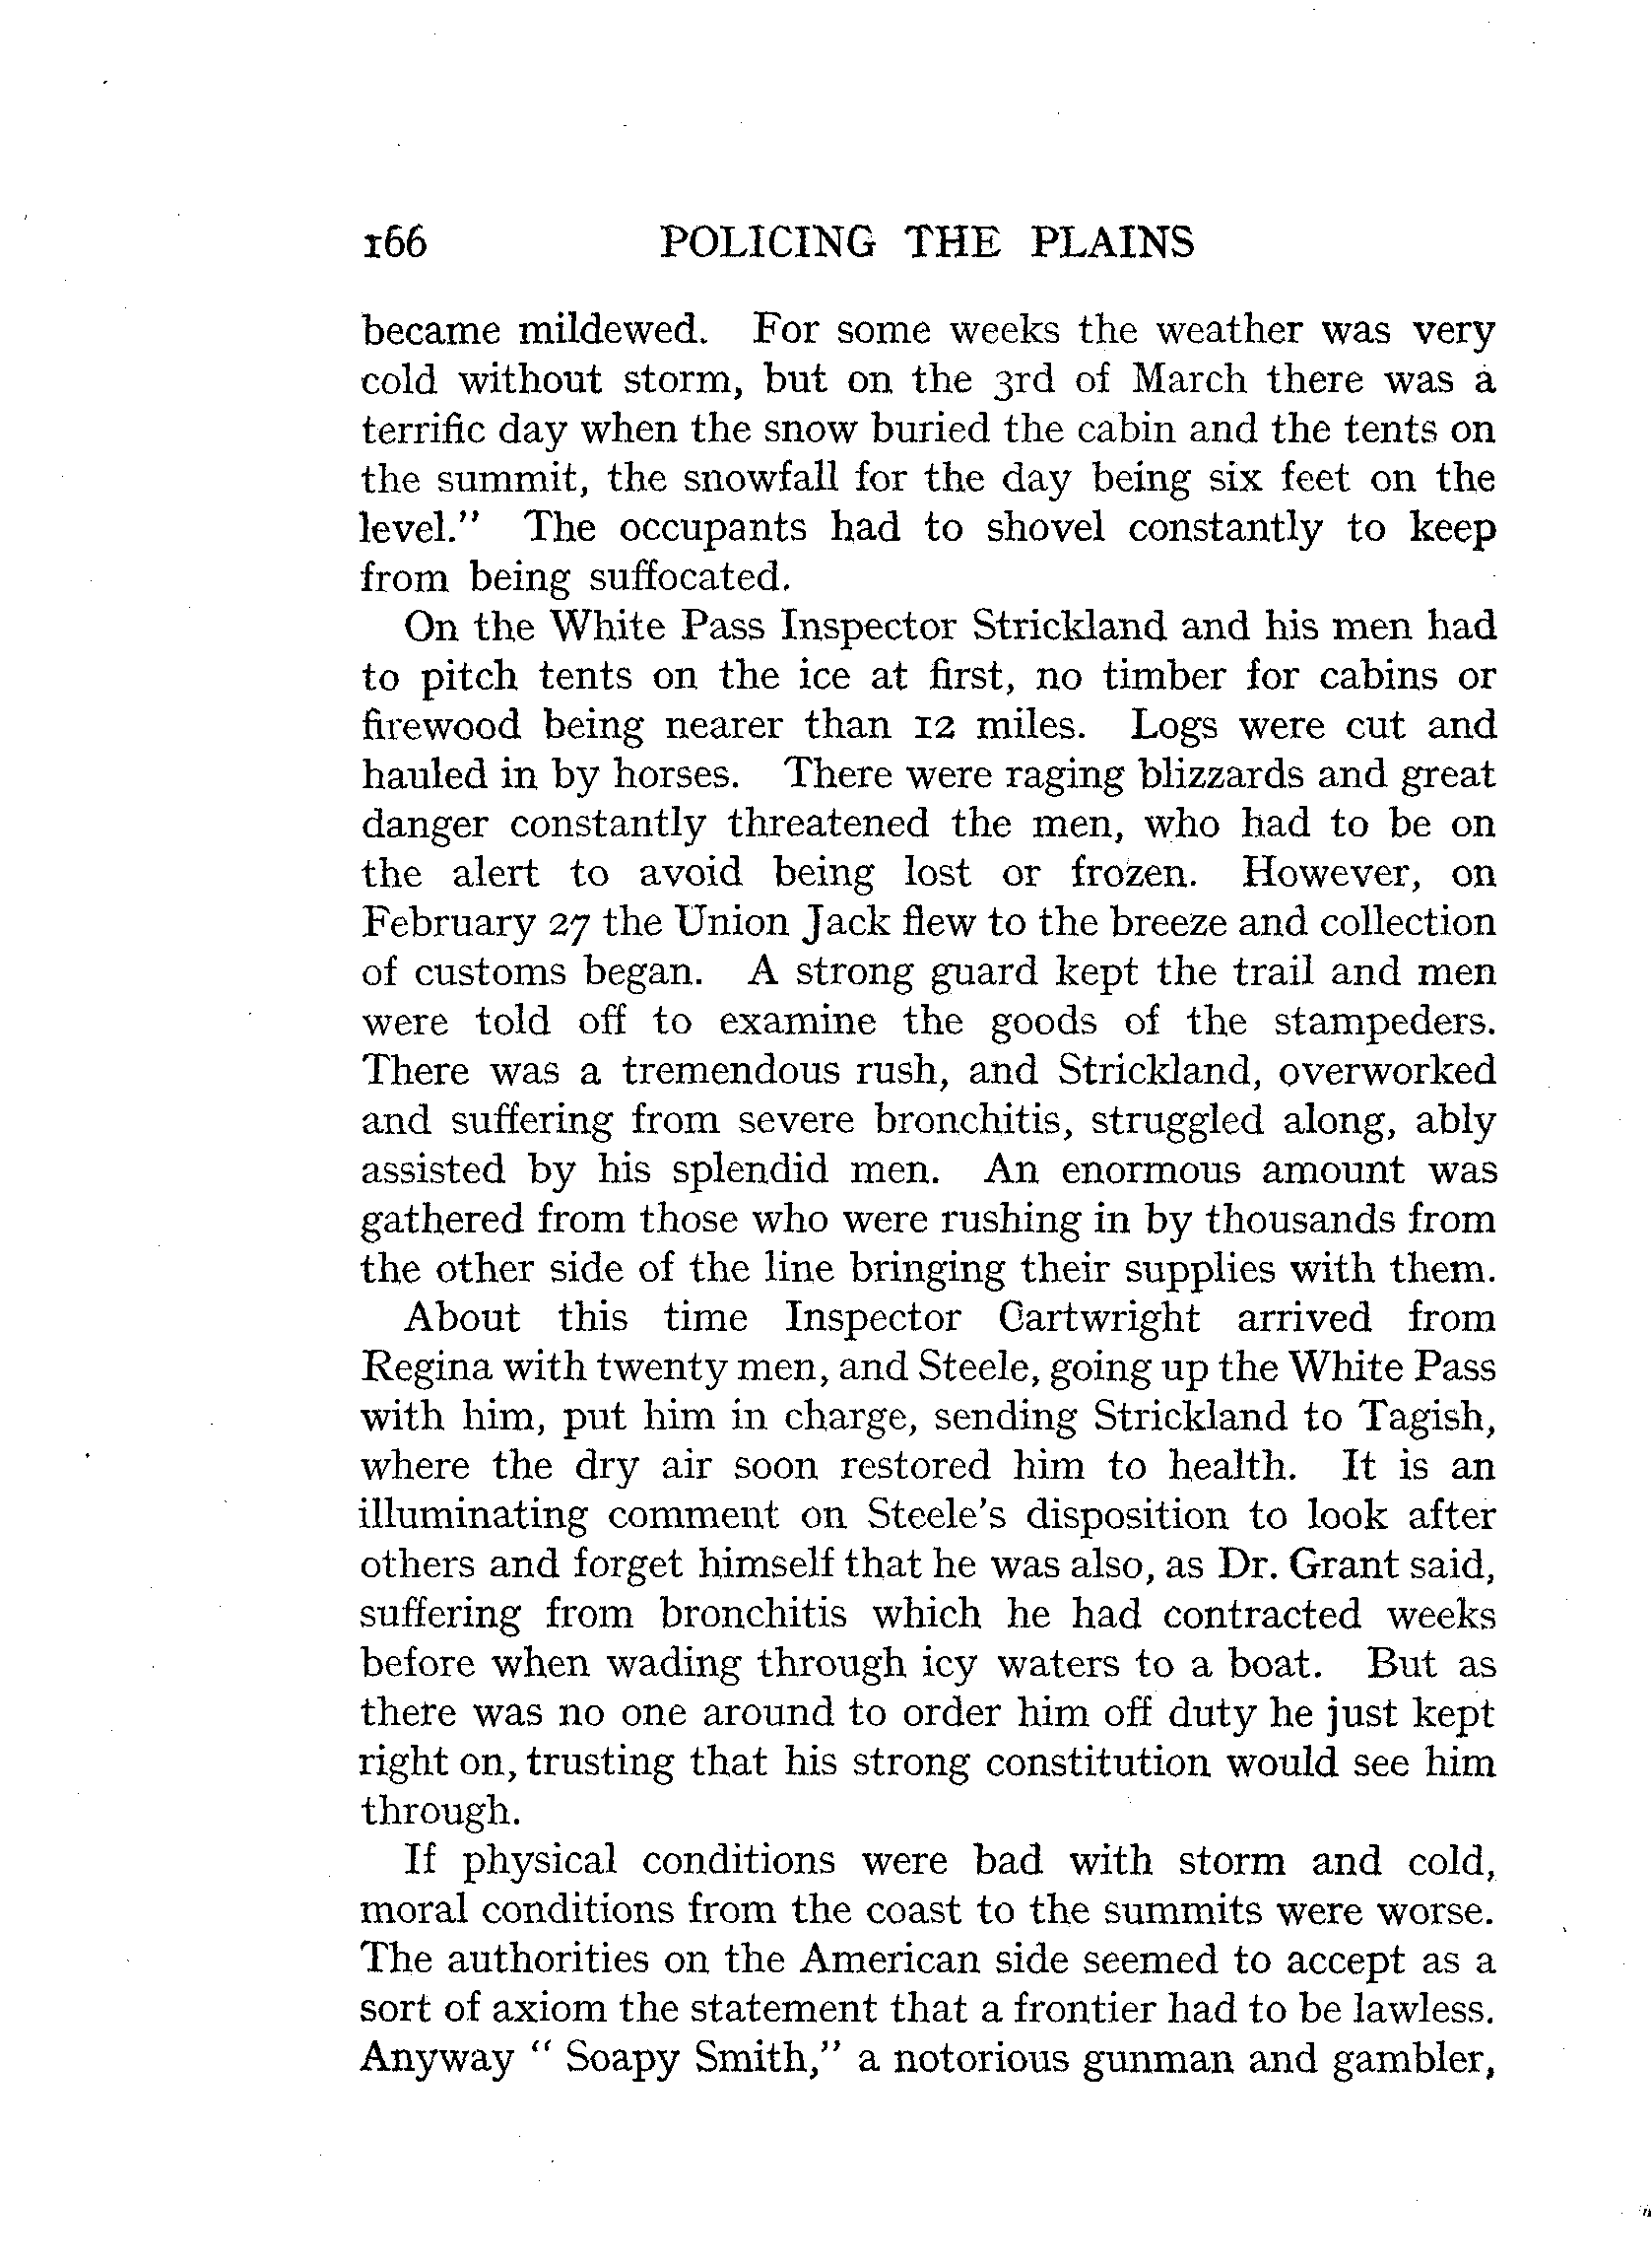 166 POLICING THE PLAINS
became mildewed. For some weeks the weather was very
cold without storm, but on the 3rd of March there was a
terrific day when the snow buried the cabin and the tents on
the summit, the snowfall for the day being six feet on the
level.” The occupants had to shovel constantly to keep
from being suffocated.
On the White Pass Inspector Strickland and his men had
to pitch tents on the ice at first, no timber for cabins or
firewood being nearer than 12 miles. Logs were cut and
hauled in by horses. There were raging blizzards and great
danger constantly threatened the men, who had to be on
the alert to avoid being lost or frozen. However, on
February 27 the Union Jack flew to the breeze and collection
of customs began. A strong guard kept the trail and men
were told off to examine the goods of the stampeders.
There was a tremendous rush, and Strickland, overworked
and suffering from severe bronchitis, struggled along, ably
assisted by his splendid men. An enormous amount was
gathered from those who were rushing in by thousands from
the other side of the line bringing their supplies with them.
About this time Inspector Cartwright arrived from
Regina with twenty men, and Steele, going up the White Pass
with him, put him in charge, sending Strickland to Tagish,
where the dry air soon restored him to health. It is an
illuminating comment on Steele’s disposition to look after
others and forget himself that he was also, as Dr. Grant said,
suffering from bronchitis which he had contracted weeks
before when wading through icy waters to a boat. But as
there was no one around to order him off duty he just kept
right on, trusting that his strong constitution would see him
through.
If physical conditions were bad with storm and cold,
moral conditions from the coast to the summits were worse.
The authorities on the American side seemed to accept as a
sort of axiom the statement that a frontier had to be lawless.
Anyway “ Soapy Smith,” a notorious gunman and gambler,